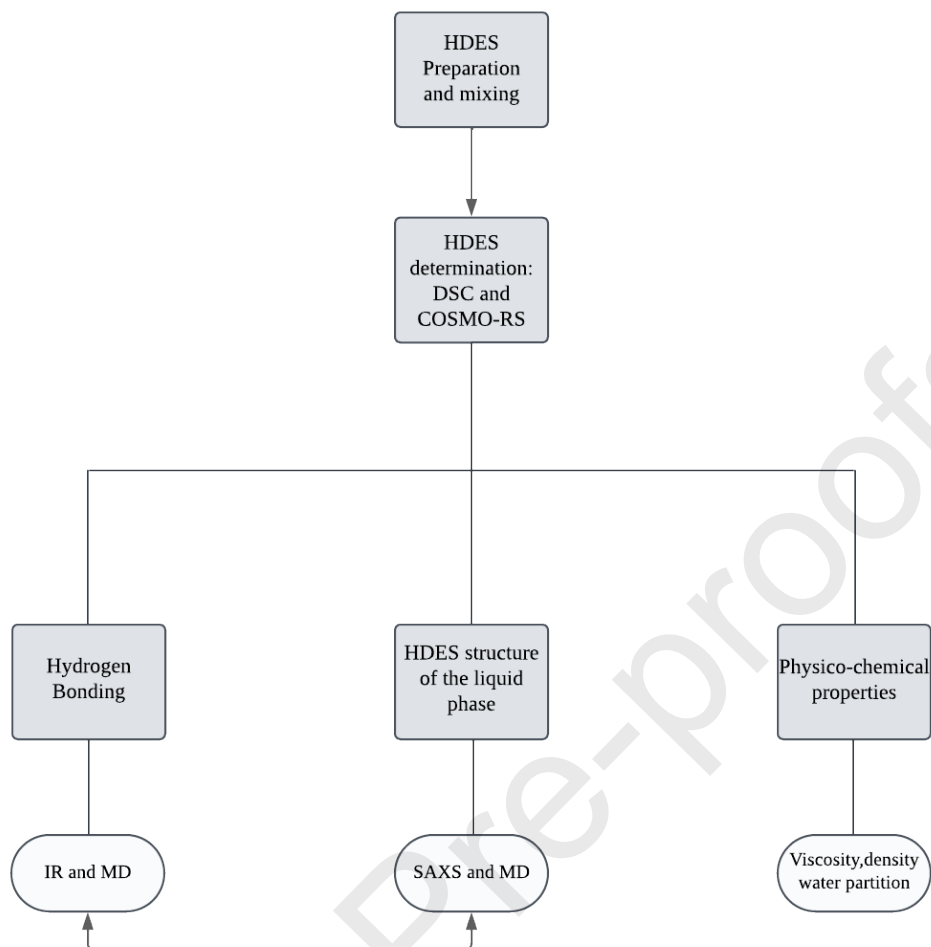 HDES
Preparation
and mixing
HDES
determination:
DSC and
COSMO-RS
Hydrogen
Bonding
HDES structure
of the liquid
phase
Physico-chemical
properties
IR and MD
SAXS and MD
Viscosity,density
water partition
Pre-proof